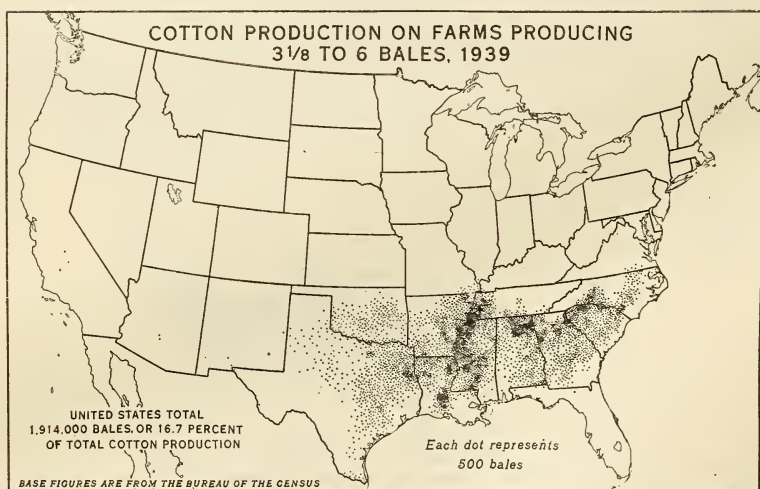 COTTON PRODUCTION ON FARMS PRODUCING
3 1/8 TO 6 BALES, 1939
UNITED STATES TOTAL
1,914,000 BALES, OR 16.7 PERCENT
OF TOTAL COTTON PRODUCTION
Each dot represents
500 bales
BASE FIGURES ARE FROM THE BUREAU OF THE CENSUS